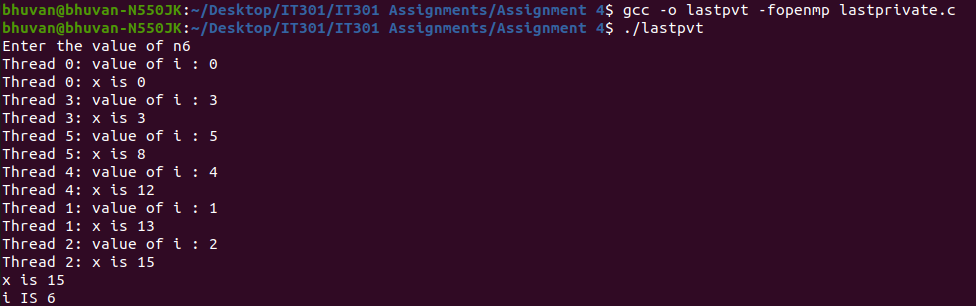 bhuvan@bhuvan-N550JK:~/Desktop/IT301/IT301 Assignments/Assignment 4$ gcc -o lastpvt -fopenmp lastprivate.c
bhuvan@bhuvan-N550JK:~/Desktop/IT301/IT301 Assignments/Assignment 4$ ./lastpvt
Enter the value of n6
Thread 0: value of i : 0
Thread 0: x is 0
Thread 3: value of i : 3
Thread 3: x is 3
Thread 5: value of i : 5
Thread 5: x is 8
Thread 4: value of i : 4
Thread 4: x is 12
Thread 1: value of i : 1
Thread 1: x is 13
Thread 2: value of i : 2
Thread 2: x is 15
x is 15
i IS 6